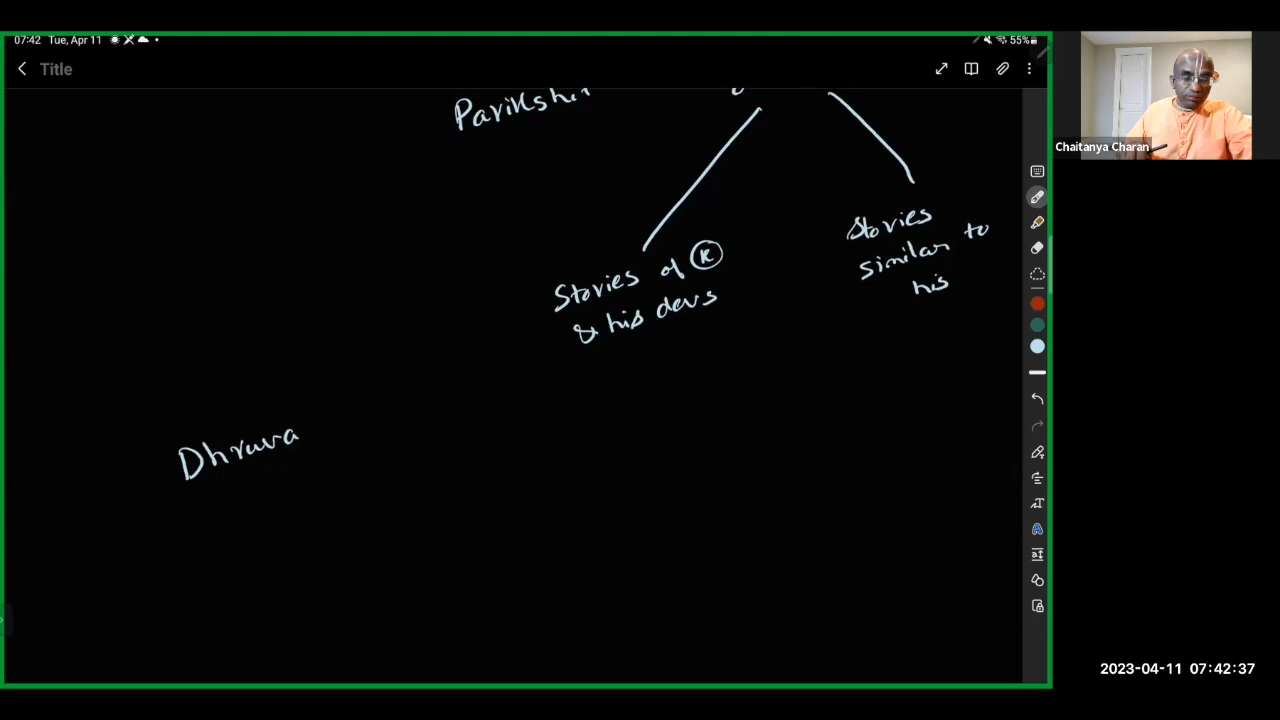 07:42 Tue, Apr 11
55%
Title
Parikshit
Stories of K
& his devs
Stories
similar to
his
Dhruva
Chaitanya Charan
2023-04-11 07:42:37